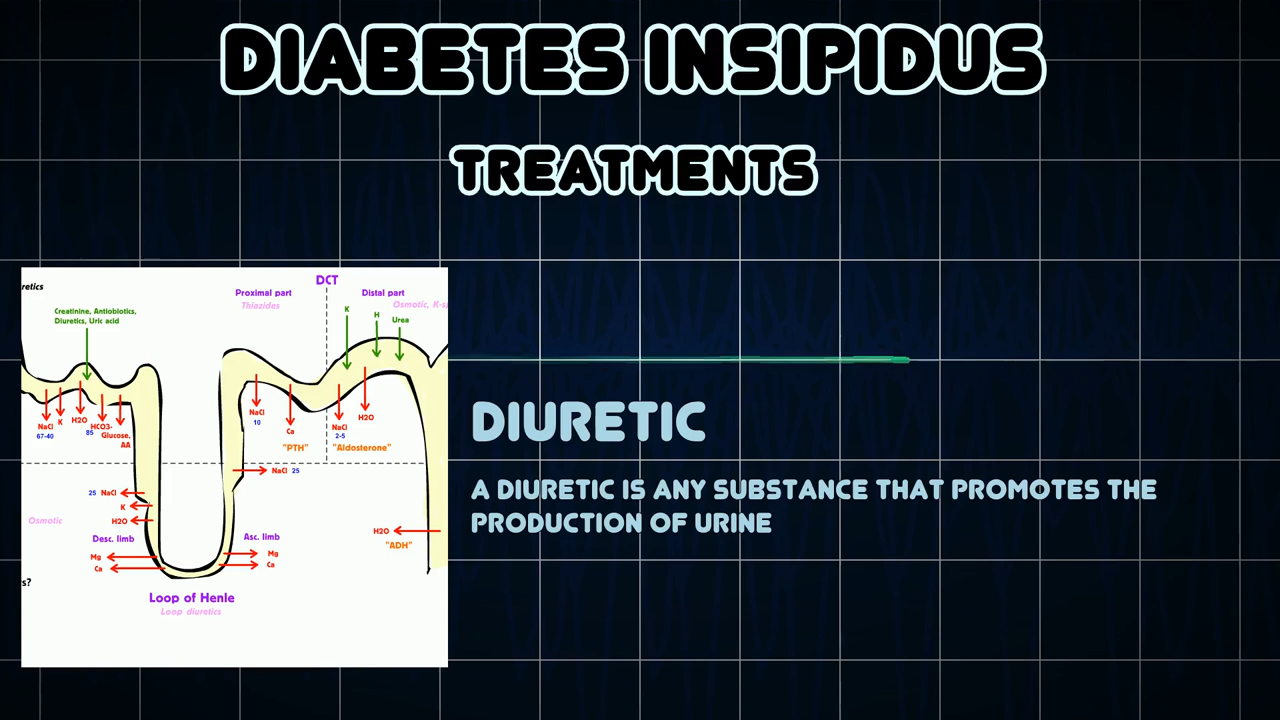 DIABETES INSIPIDUS
TREATMENTS
retics
DCT
Proximal part
Distal part
Thiazides
Osmotic, K-s
Creatinine, Antiobiotics,
Diuretics, Uric acid
K
H
Urea
NaCl
K
H2O
HCO3-
Glucose,
AA
67-40
85
NaCl
10
Ca
NaCl
2-5
H2O
"PTH"
"Aldosterone"
NaCl 25
25 NaCl
K
H2O
Osmotic
Desc. limb
Asc. limb
Mg
Ca
Mg
Ca
H2O
"ADH"
s?
Loop of Henle
Loop diuretics
DIURETIC
A DIURETIC IS ANY SUBSTANCE THAT PROMOTES THE
PRODUCTION OF URINE